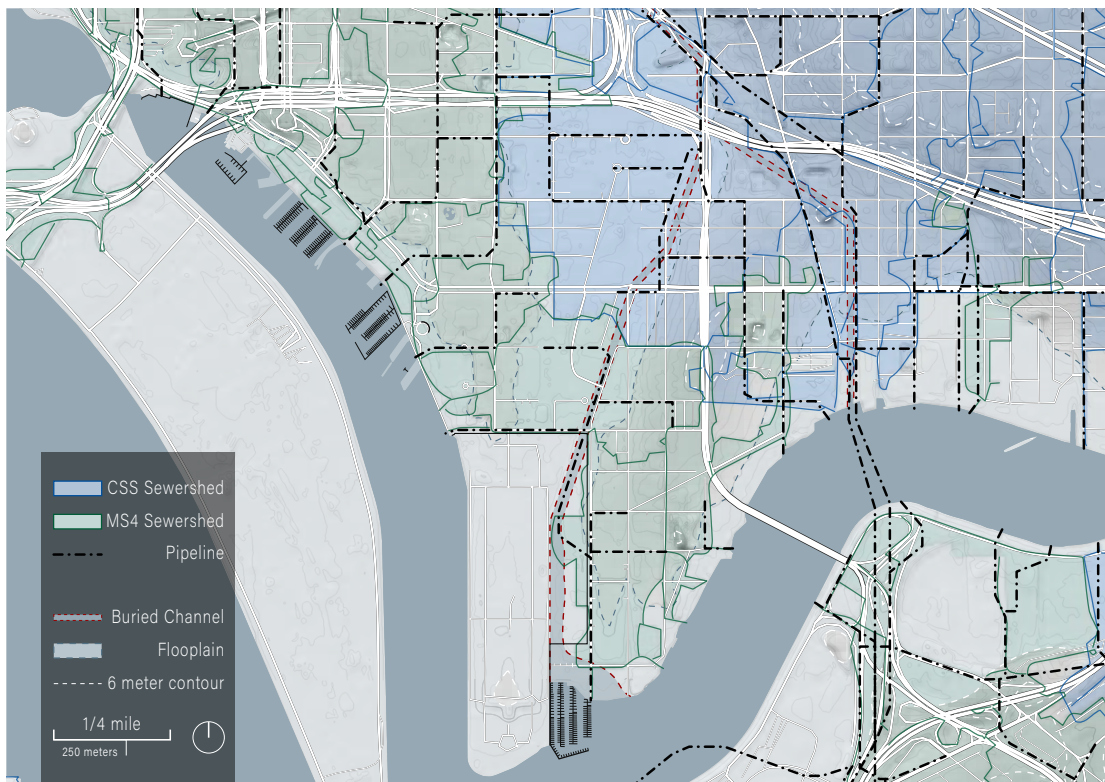 CSS Sewershed
MS4 Sewershed
Pipeline
Buried Channel
Flooplain
6 meter contour
1/4 mile
250 meters